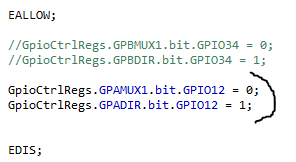 EALLOW;
//GpioCtrlRegs.GPBMUX1.bit.GPIO34 = 0;
//GpioCtrlRegs.GPBDIR.bit.GPIO34 = 1;
GpioCtrlRegs.GPAMUX1.bit.GPIO12 = 0;
GpioCtrlRegs.GPADIR.bit.GPIO12 = 1;
EDIS;